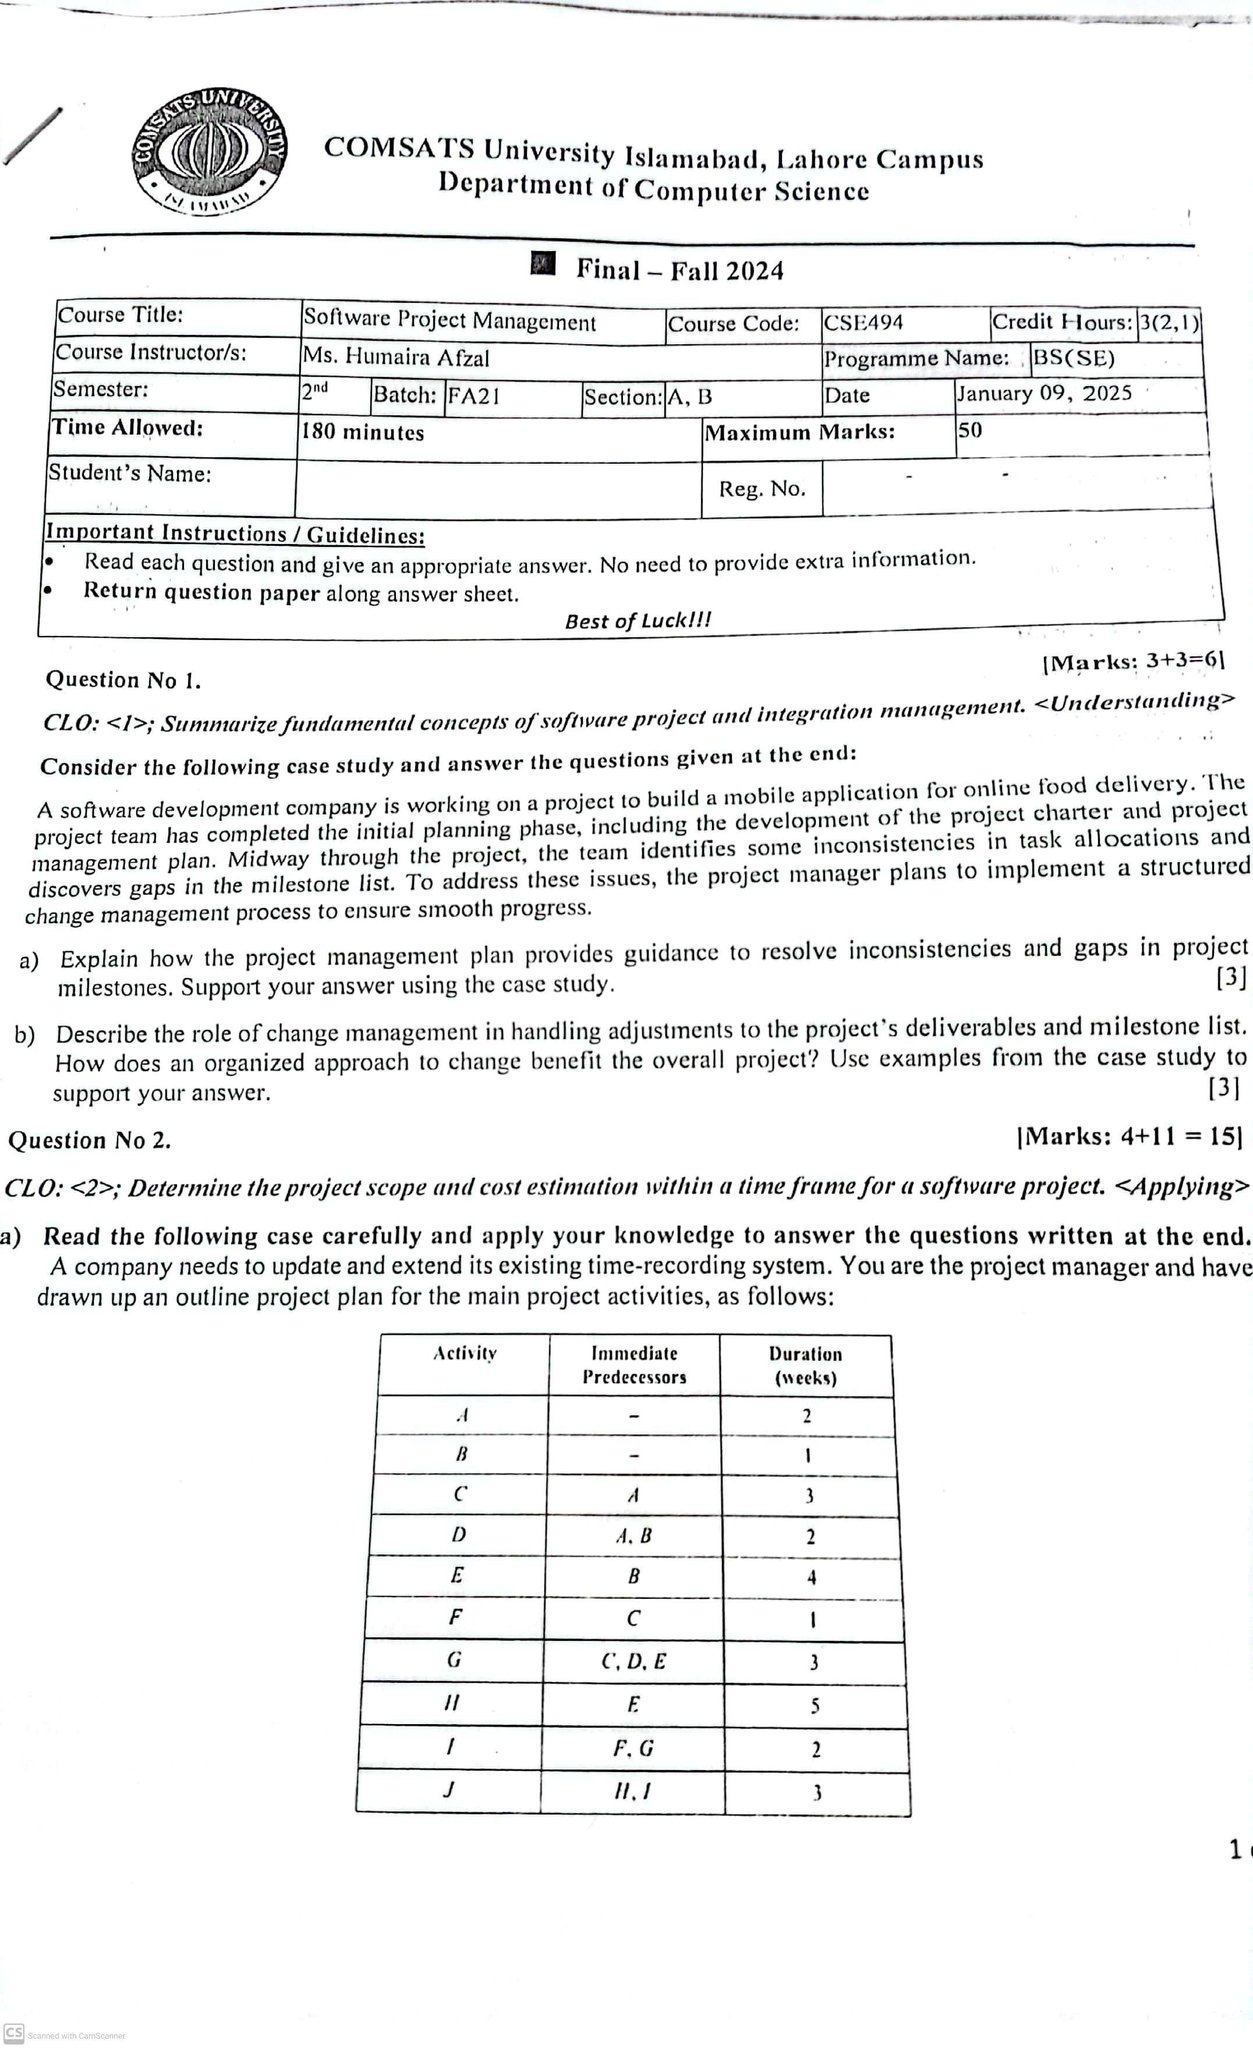 COMSATS UNIVERSITY
ISLAMABAD
COMSATS University Islamabad, Lahore Campus
Department of Computer Science
Final – Fall 2024
Course Title: Software Project Management Course Code: CSE494 Credit Hours: 3(2,1)
Course Instructor/s: Ms. Humaira Afzal Programme Name: BS(SE)
Semester: 2nd Batch: FA21 Section: A, B Date January 09, 2025
Time Allowed: 180 minutes Maximum Marks: 50
Student's Name: Reg. No. - -
Important Instructions / Guidelines:
• Read each question and give an appropriate answer. No need to provide extra information.
• Return question paper along answer sheet.
Best of Luck!!!
Question No 1. [Marks: 3+3=6]
CLO: <1>; Summarize fundamental concepts of software project and integration management. <Understanding>
Consider the following case study and answer the questions given at the end:
A software development company is working on a project to build a mobile application for online food delivery. The
project team has completed the initial planning phase, including the development of the project charter and project
management plan. Midway through the project, the team identifies some inconsistencies in task allocations and
discovers gaps in the milestone list. To address these issues, the project manager plans to implement a structured
change management process to ensure smooth progress.
a) Explain how the project management plan provides guidance to resolve inconsistencies and gaps in project
milestones. Support your answer using the case study. [3]
b) Describe the role of change management in handling adjustments to the project's deliverables and milestone list.
How does an organized approach to change benefit the overall project? Use examples from the case study to
support your answer. [3]
Question No 2. [Marks: 4+11 = 15]
CLO: <2>; Determine the project scope and cost estimation within a time frame for a software project. <Applying>
a) Read the following case carefully and apply your knowledge to answer the questions written at the end.
A company needs to update and extend its existing time-recording system. You are the project manager and have
drawn up an outline project plan for the main project activities, as follows:
Activity Immediate Predecessors Duration (weeks)
A – 2
B – 1
C A 3
D A, B 2
E B 4
F C 1
G C, D, E 3
H E 5
I F, G 2
J H, I 3
1
CS Scanned with CamScanner